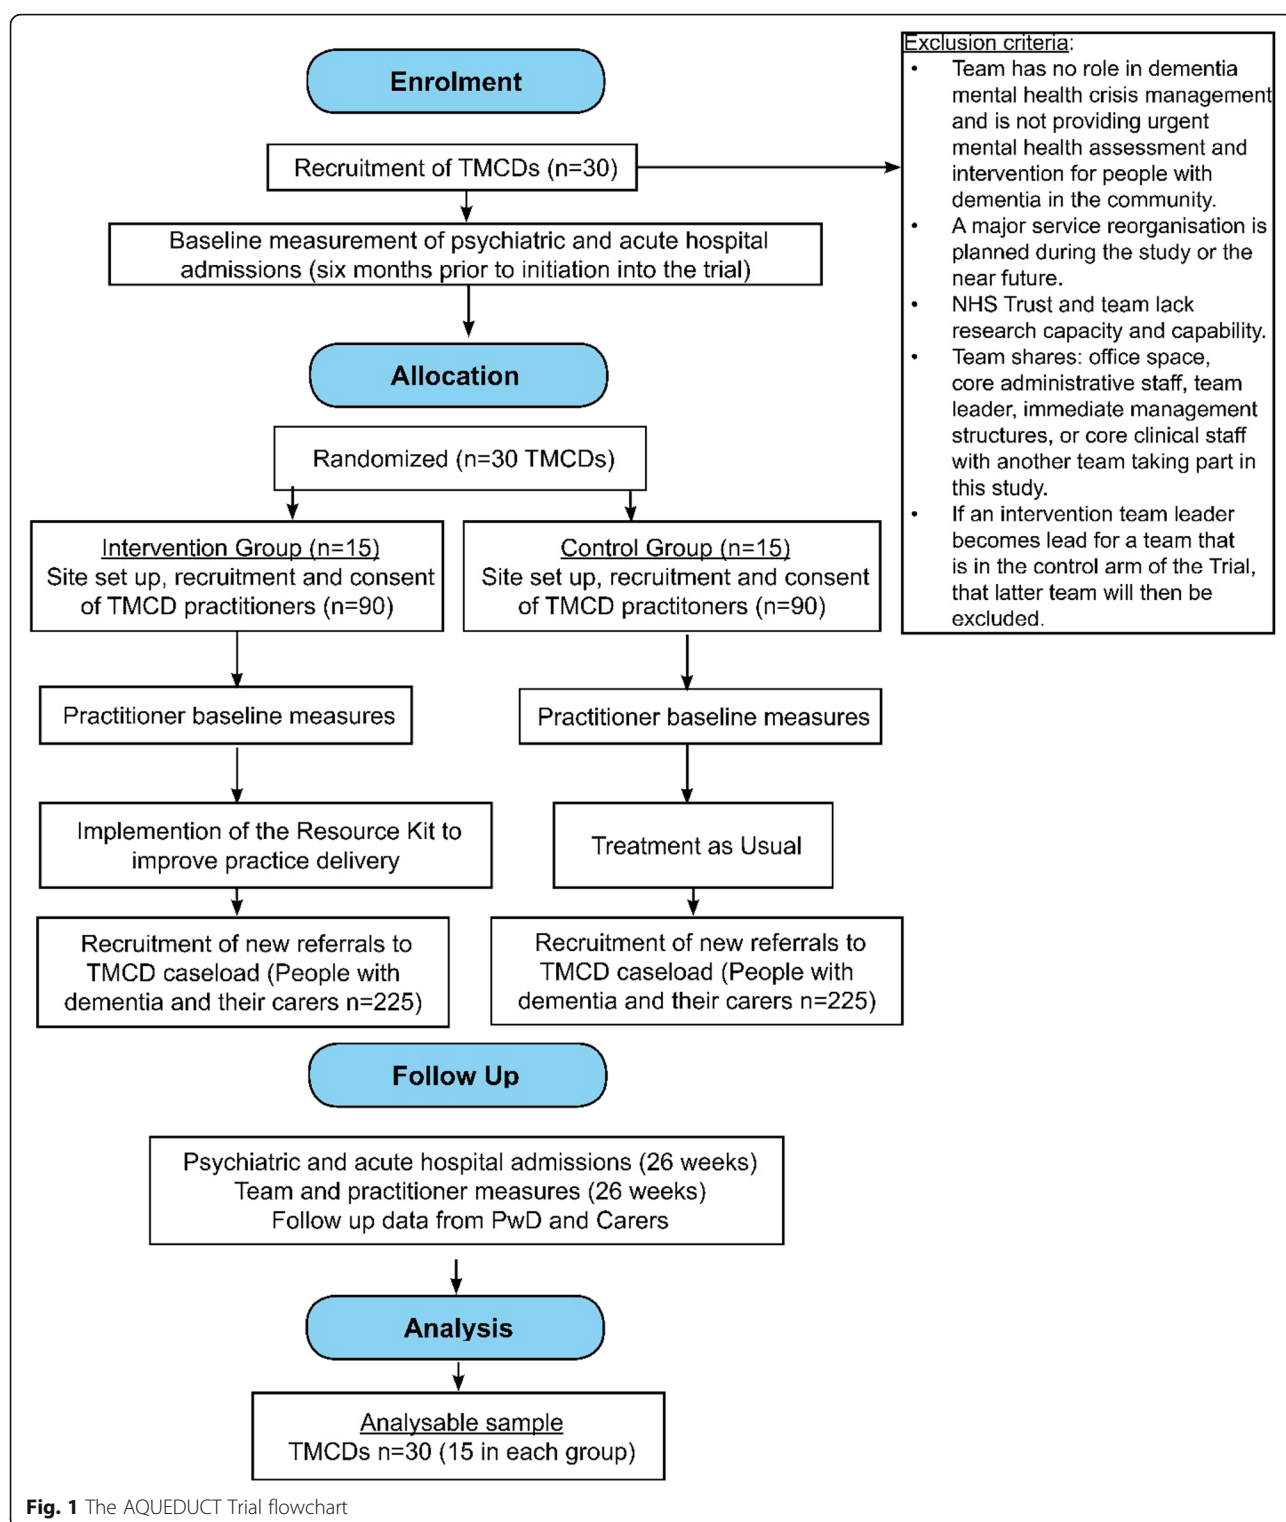 Enrolment
Recruitment of TMCDs (n=30)
Baseline measurement of psychiatric and acute hospital
admissions (six months prior to initiation into the trial)
Exclusion criteria:
• Team has no role in dementia
mental health crisis management
and is not providing urgent
mental health assessment and
intervention for people with
dementia in the community.
• A major service reorganisation is
planned during the study or the
near future.
• NHS Trust and team lack
research capacity and capability.
• Team shares: office space,
core administrative staff, team
leader, immediate management
structures, or core clinical staff
with another team taking part in
this study.
• If an intervention team leader
becomes lead for a team that
is in the control arm of the Trial,
that latter team will then be
excluded.
Allocation
Randomized (n=30 TMCDs)
Intervention Group (n=15)
Site set up, recruitment and consent
of TMCD practitioners (n=90)
Control Group (n=15)
Site set up, recruitment and consent
of TMCD practitoners (n=90)
Practitioner baseline measures
Practitioner baseline measures
Implemention of the Resource Kit to
improve practice delivery
Treatment as Usual
Recruitment of new referrals to
TMCD caseload (People with
dementia and their carers n=225)
Recruitment of new referrals to
TMCD caseload (People with
dementia and their carers n=225)
Follow Up
Psychiatric and acute hospital admissions (26 weeks)
Team and practitioner measures (26 weeks)
Follow up data from PwD and Carers
Analysis
Analysable sample
TMCDs n=30 (15 in each group)
Fig. 1 The AQUEDUCT Trial flowchart